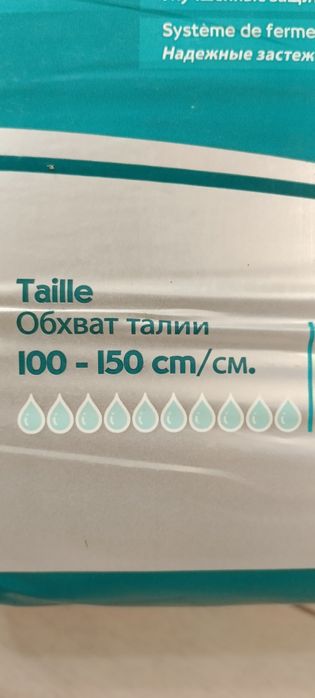 Système de ferme
Надежные застеж
Taille
Обхват талии
100 - 150 cm/см.